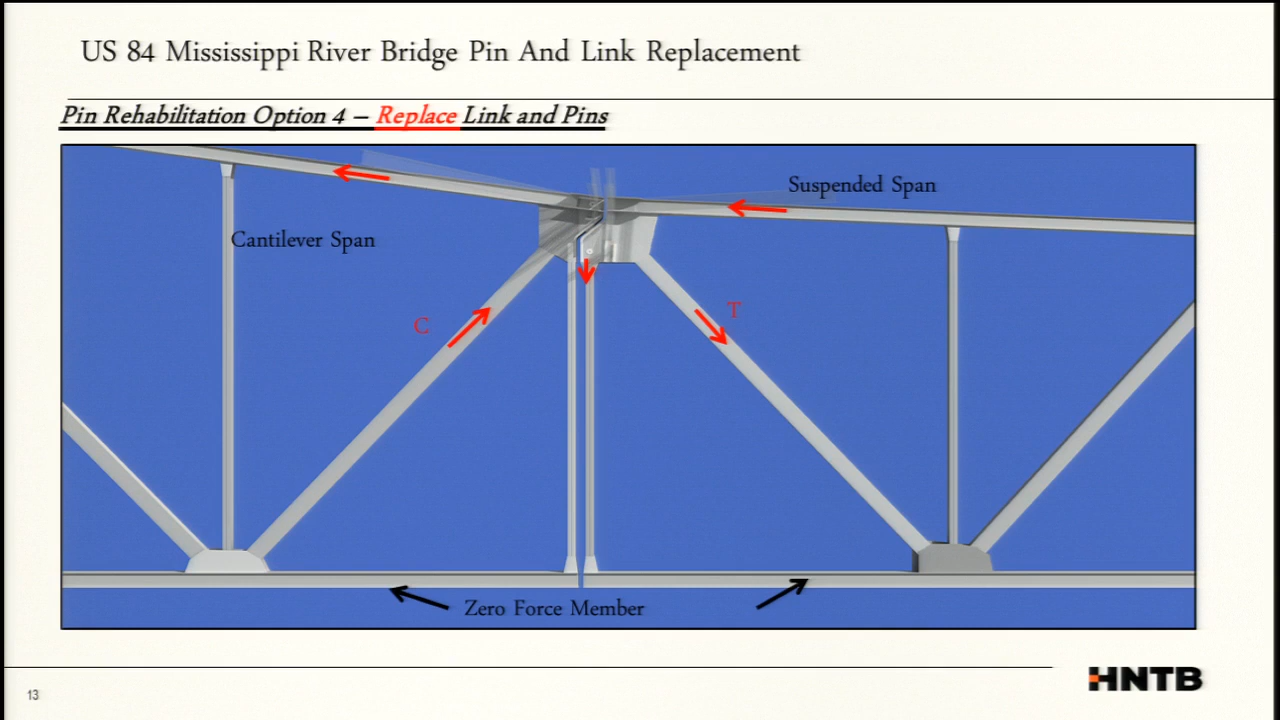 US 84 Mississippi River Bridge Pin And Link Replacement
Pin Rehabilitation Option 4 – Replace Link and Pins
Suspended Span
Cantilever Span
C
T
Zero Force Member
13
HNTB